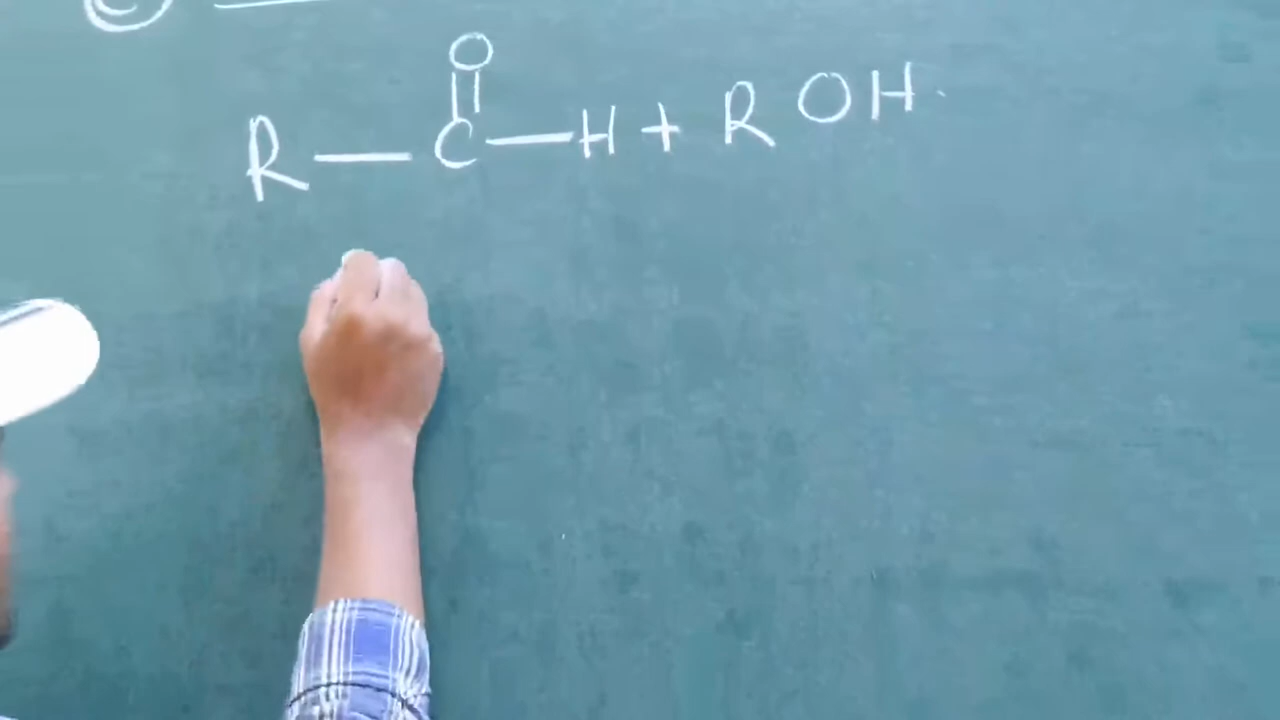 O
R — C — H + R OH